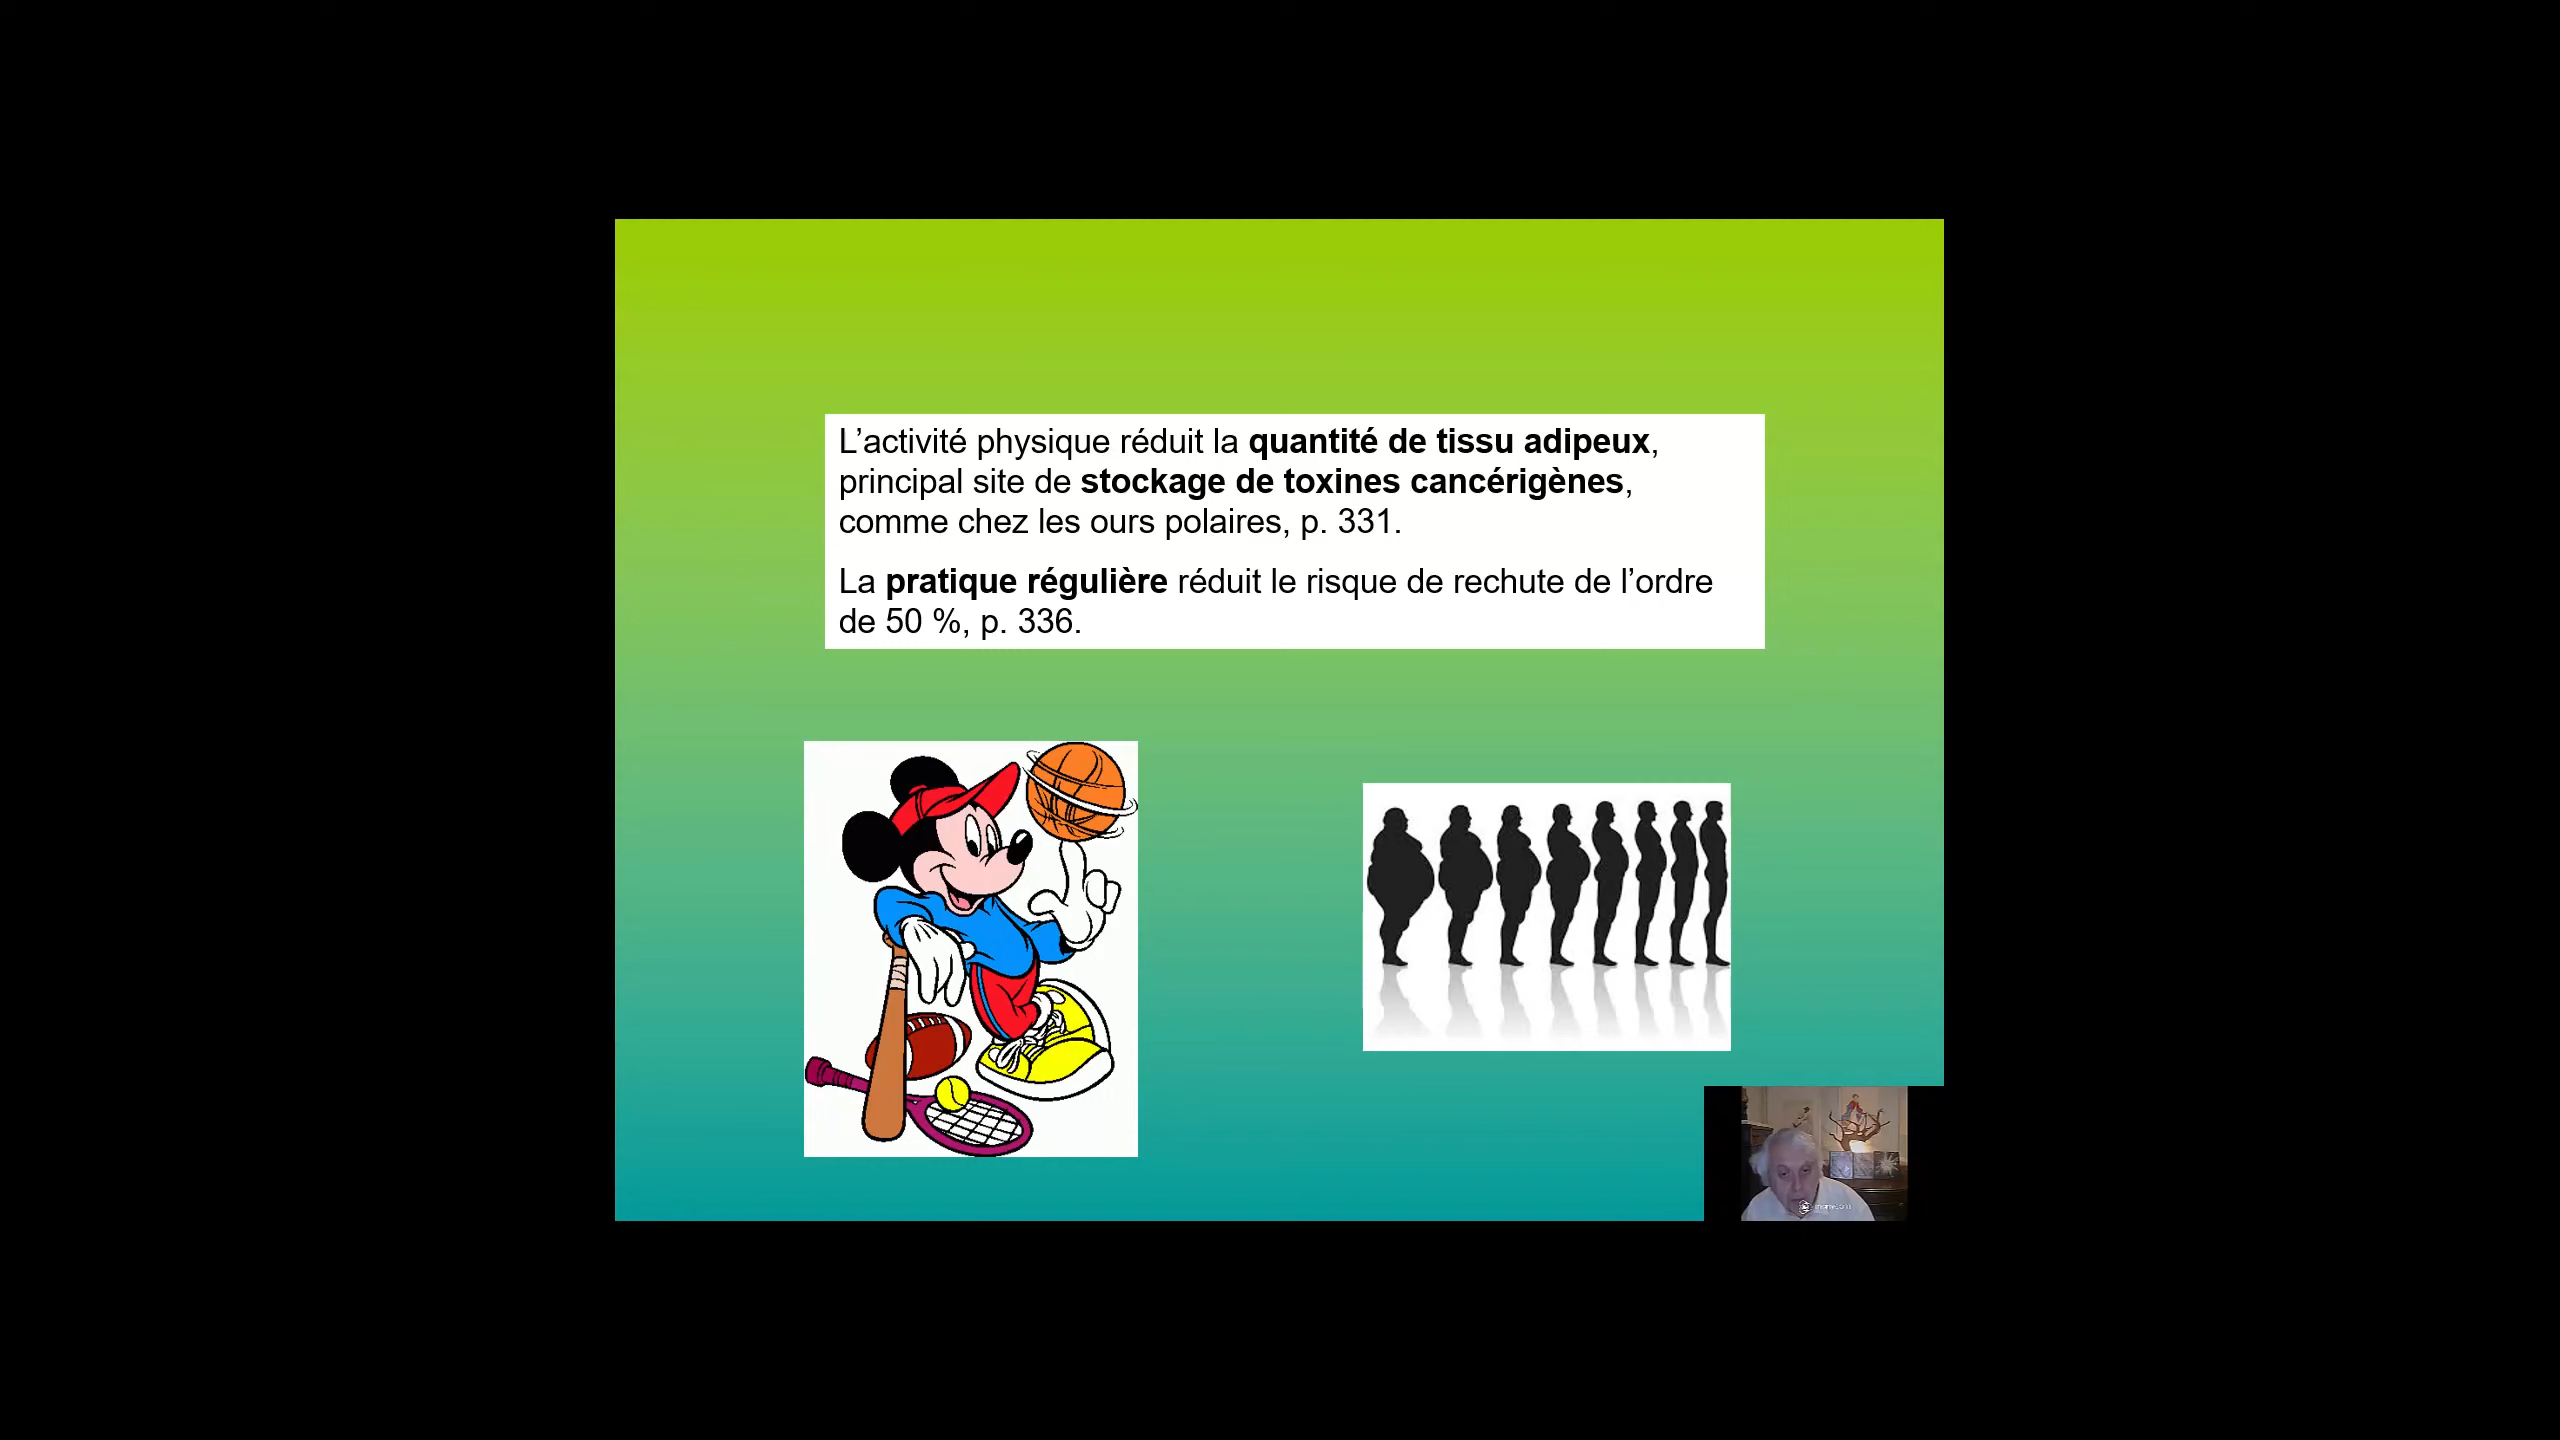 L’activité physique réduit la quantité de tissu adipeux,
principal site de stockage de toxines cancérigènes,
comme chez les ours polaires, p. 331.
La pratique régulière réduit le risque de rechute de l’ordre
de 50 %, p. 336.